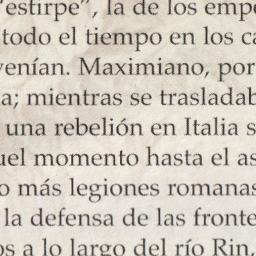 "estirpe", la de los empe
todo el tiempo en los ca
venían. Maximiano, por
a; mientras se trasladab
una rebelión en Italia s
uel momento hasta el as
o más legiones romanas
la defensa de las fronte
os a lo largo del río Rin,